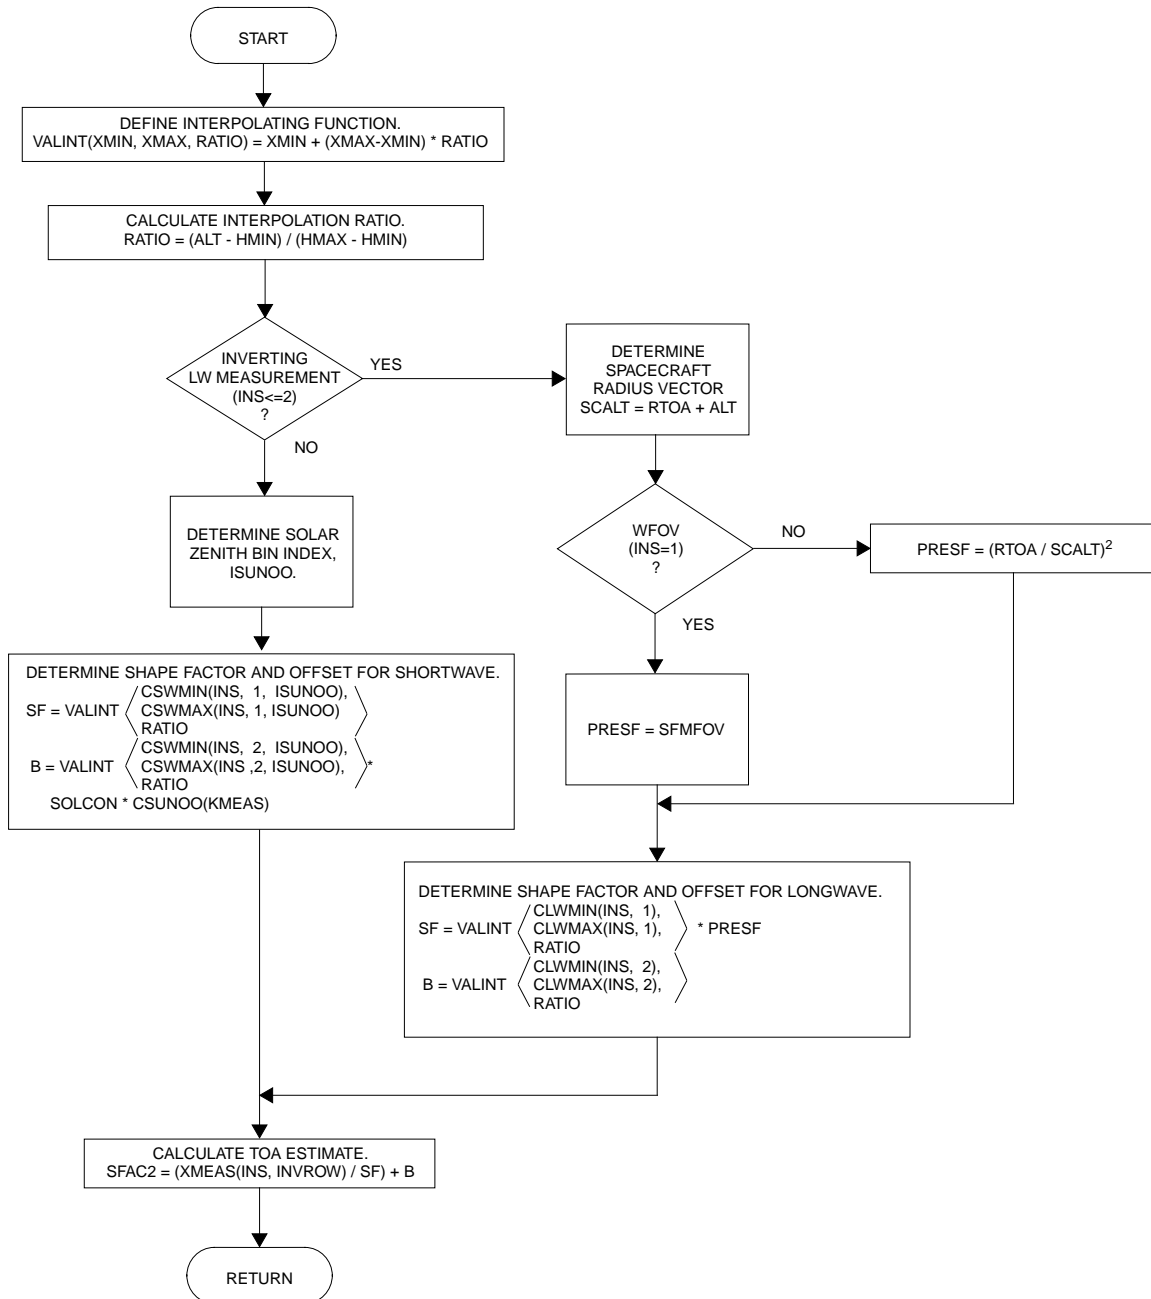 START
DEFINE INTERPOLATING FUNCTION.
VALINT(XMIN, XMAX, RATIO) = XMIN + (XMAX-XMIN) * RATIO
CALCULATE INTERPOLATION RATIO.
RATIO = (ALT - HMIN) / (HMAX - HMIN)
INVERTING
LW MEASUREMENT
(INS<=2)
?
YES
NO
DETERMINE
SPACECRAFT
RADIUS VECTOR
SCALT = RTOA + ALT
WFOV
(INS=1)
?
NO
YES
PRESF = (RTOA / SCALT)²
DETERMINE SOLAR
ZENITH BIN INDEX,
ISUNOO.
DETERMINE SHAPE FACTOR AND OFFSET FOR SHORTWAVE.
CSWMIN(INS, 1, ISUNOO),
SF = VALINT CSWMAX(INS, 1, ISUNOO)
RATIO
CSWMIN(INS, 2, ISUNOO),
B = VALINT CSWMAX(INS ,2, ISUNOO), *
RATIO
SOLCON * CSUNOO(KMEAS)
PRESF = SFMFOV
DETERMINE SHAPE FACTOR AND OFFSET FOR LONGWAVE.
CLWMIN(INS, 1),
SF = VALINT CLWMAX(INS, 1), * PRESF
RATIO
CLWMIN(INS, 2),
B = VALINT CLWMAX(INS, 2),
RATIO
CALCULATE TOA ESTIMATE.
SFAC2 = (XMEAS(INS, INVROW) / SF) + B
RETURN